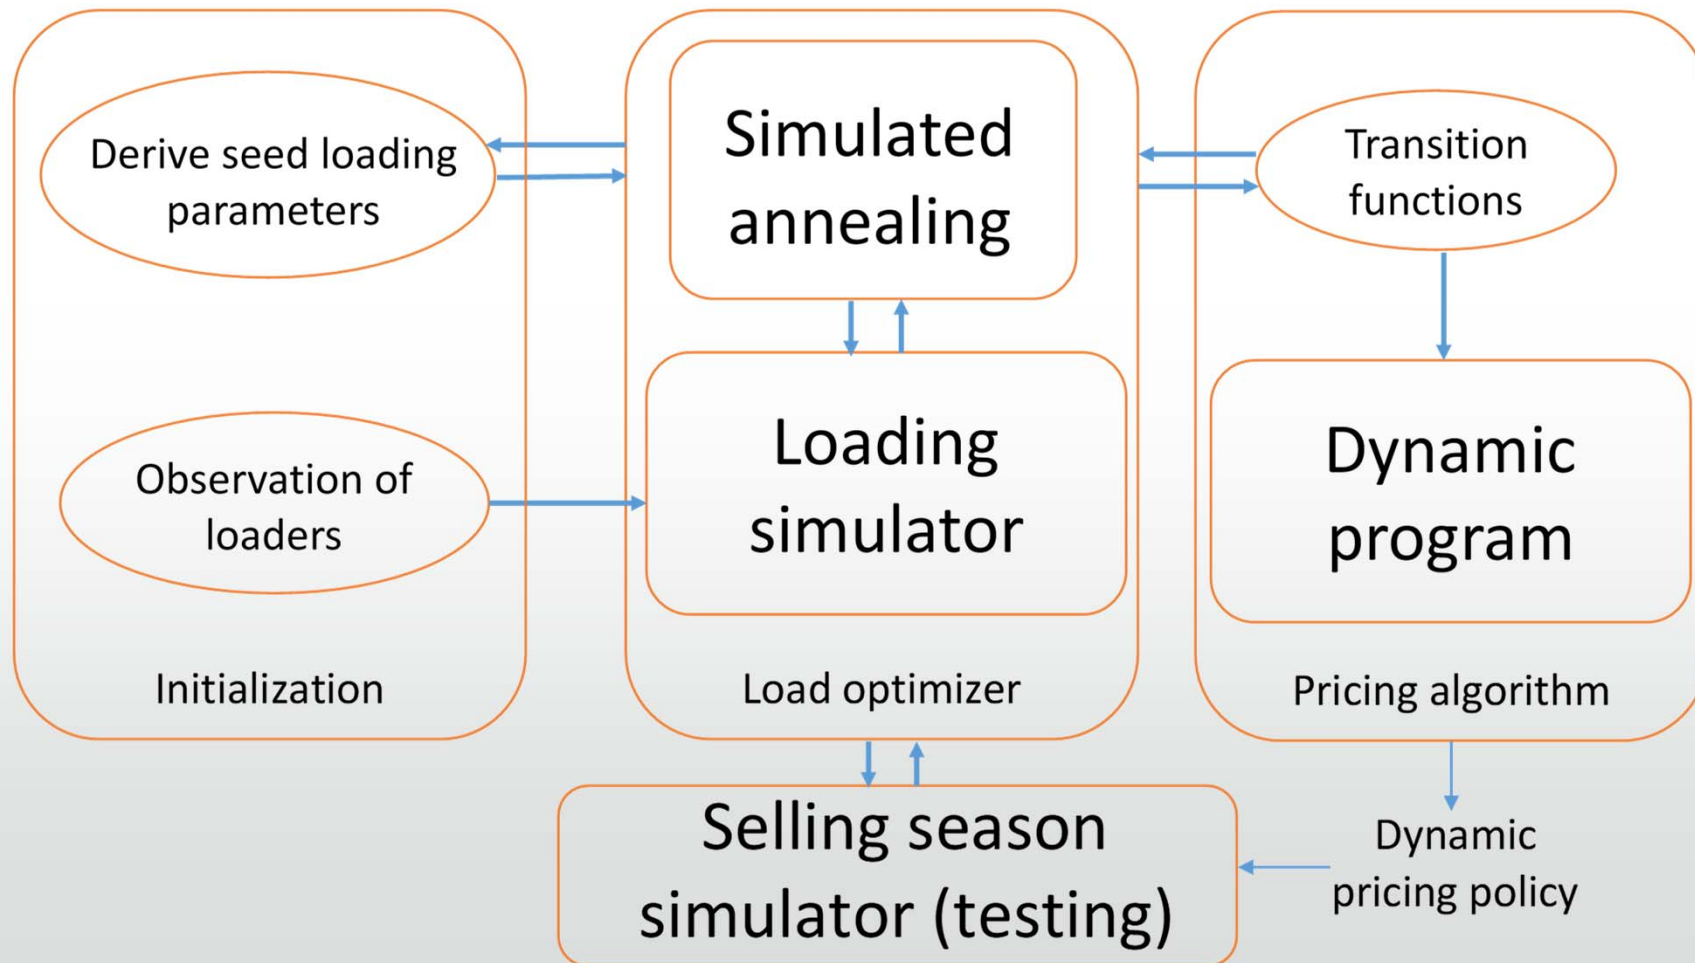 Derive seed loading
parameters
Observation of
loaders
Initialization
Simulated
annealing
Loading
simulator
Load optimizer
Transition
functions
Dynamic
program
Pricing algorithm
Selling season
simulator (testing)
Dynamic
pricing policy